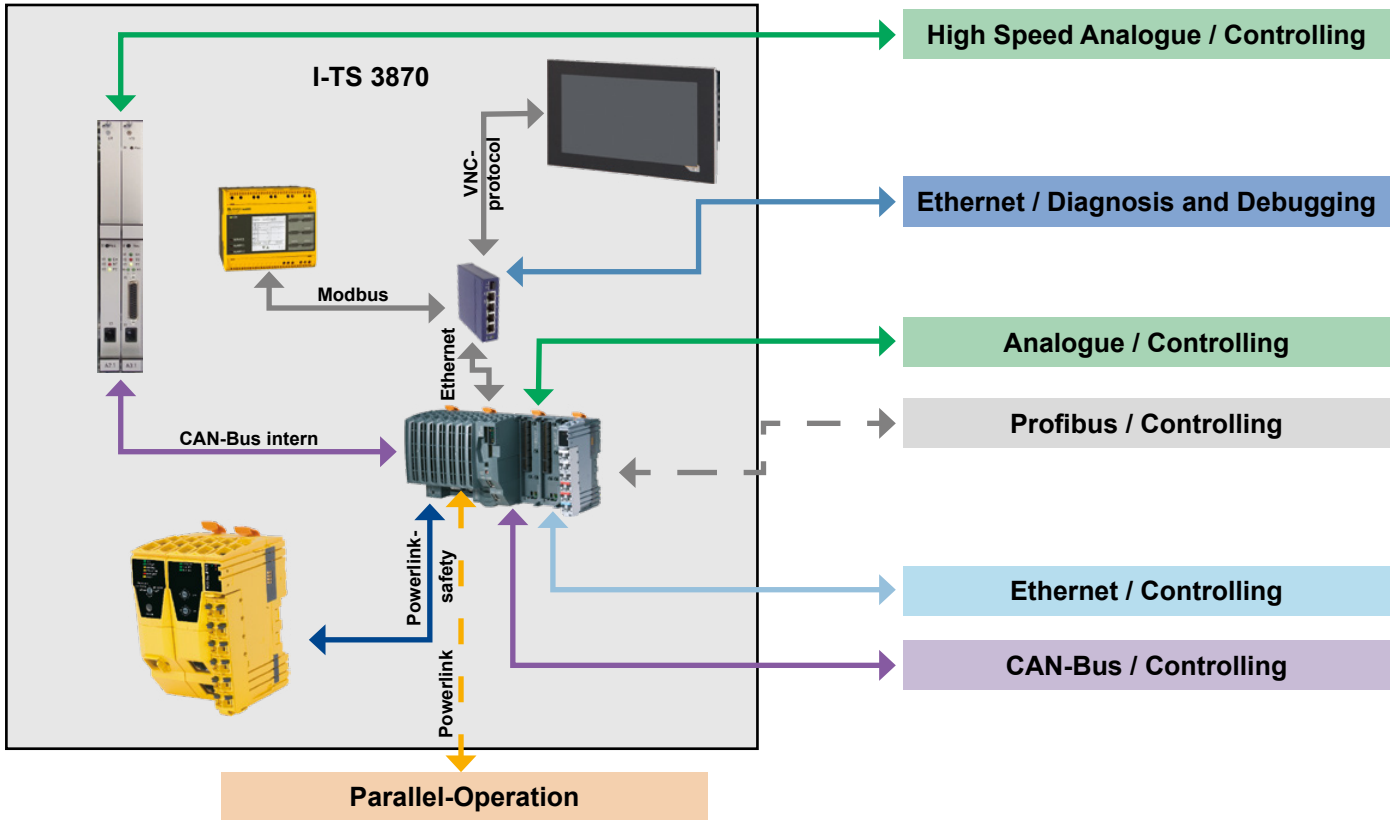 High Speed Analogue / Controlling
I-TS 3870
VNC-
protocol
Ethernet / Diagnosis and Debugging
Modbus
Ethernet
Analogue / Controlling
Profibus / Controlling
CAN-Bus intern
Powerlink-
safety
Powerlink
Ethernet / Controlling
CAN-Bus / Controlling
Parallel-Operation